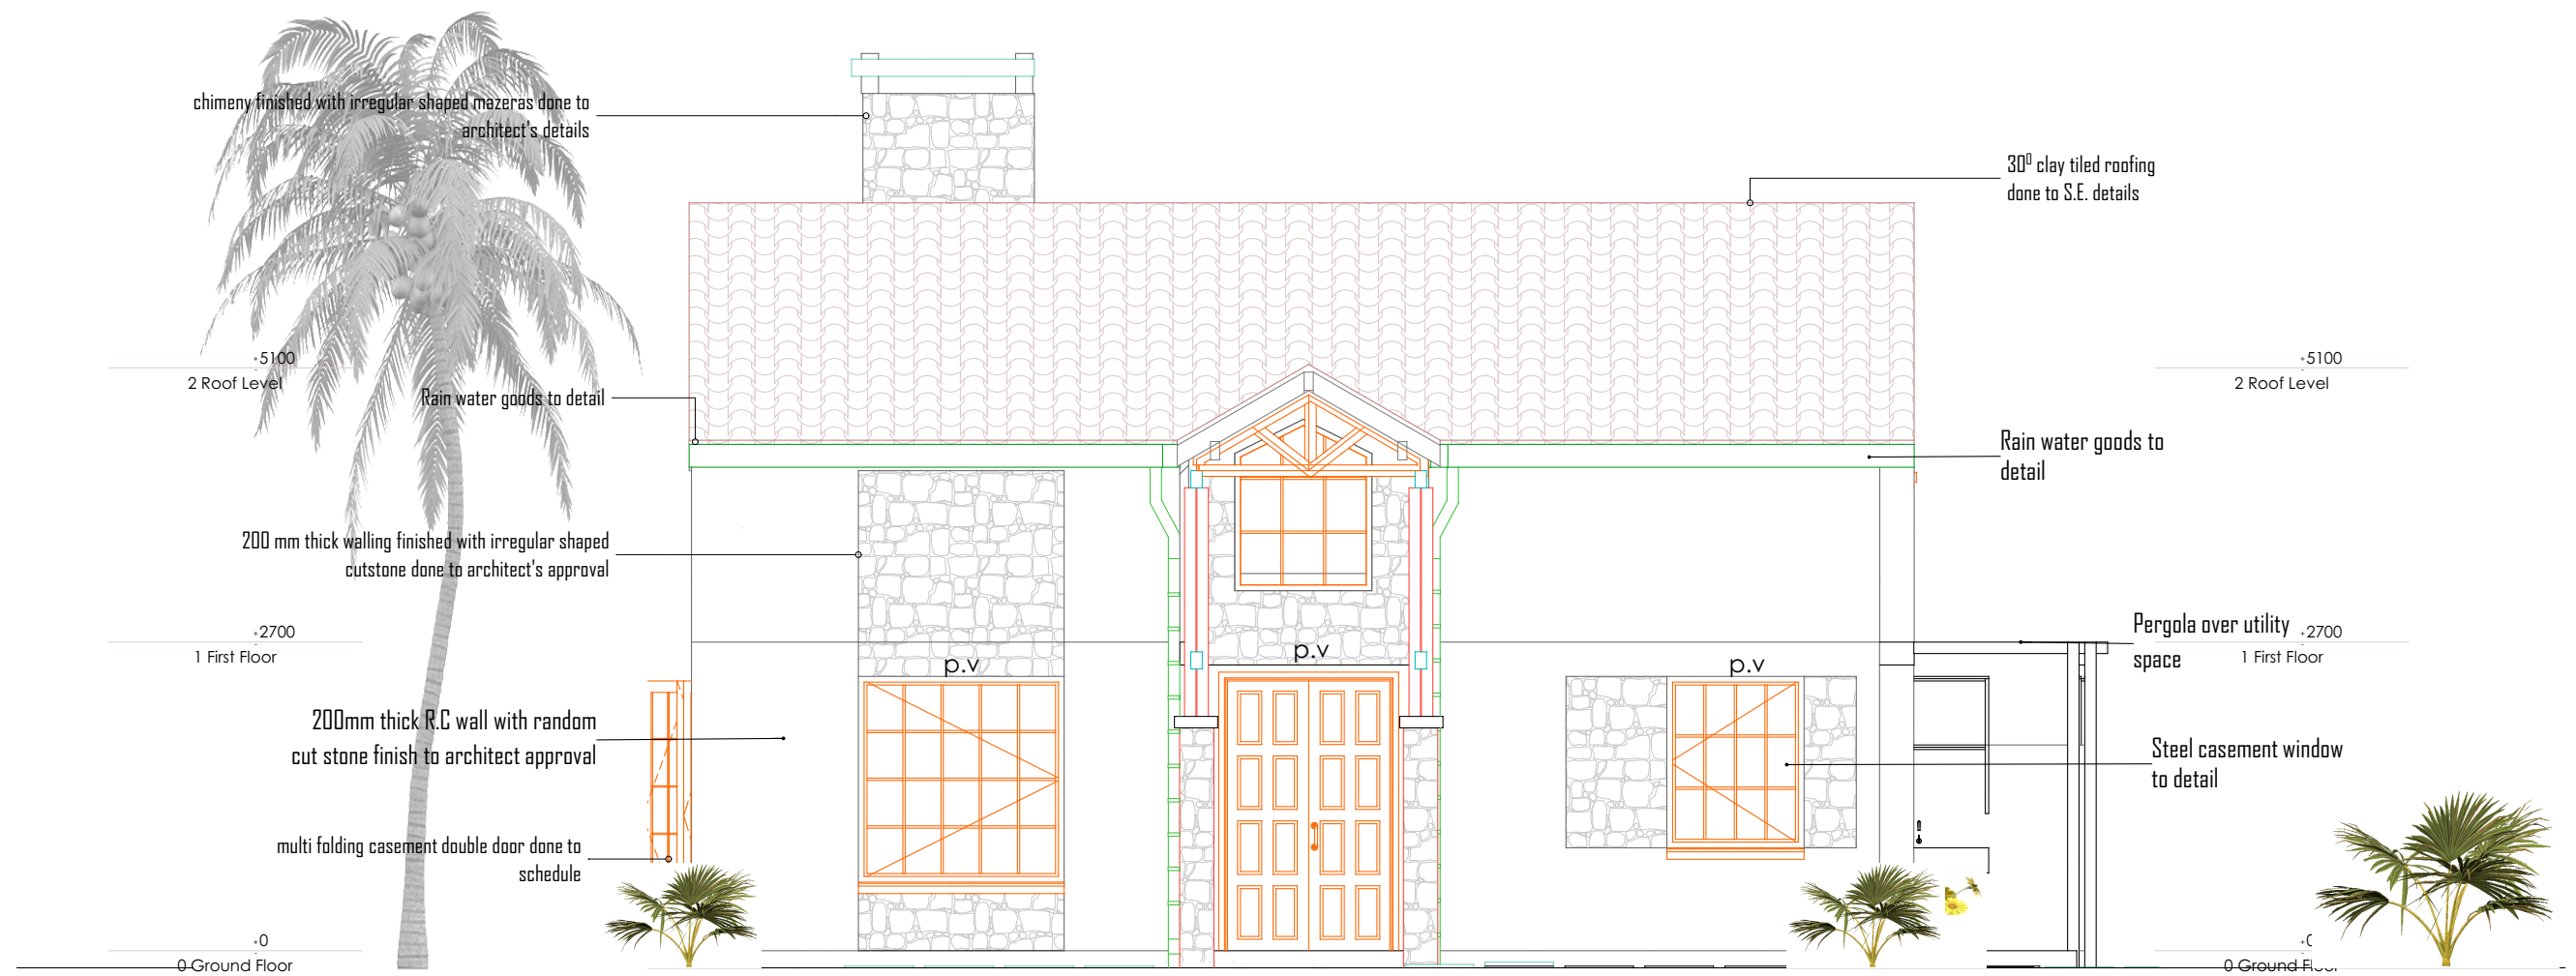 chimeny finished with irregular shaped mazeras done to
architect's details
30⁰ clay tiled roofing
done to S.E. details
+5100
2 Roof Level
+5100
2 Roof Level
Rain water goods to detail
Rain water goods to
detail
200 mm thick walling finished with irregular shaped
cutstone done to architect's approval
+2700
1 First Floor
Pergola over utility
space
+2700
1 First Floor
p.v
p.v
p.v
200mm thick R.C wall with random
cut stone finish to architect approval
Steel casement window
to detail
multi folding casement double door done to
schedule
+0
0 Ground Floor
0 Ground